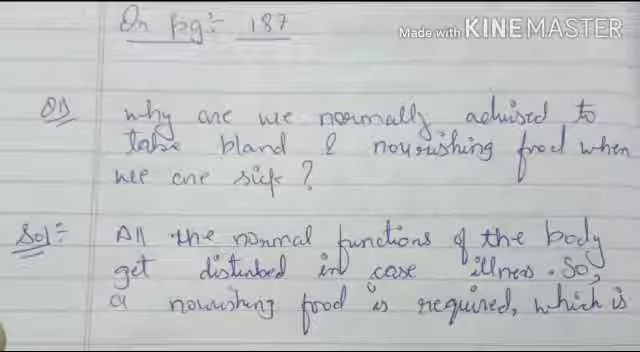 On pg:- 187
Made with KINEMASTER
Q1) why are we normally advised to
take bland & nourishing food when
we are sick?
Sol:- All the normal functions of the body
get disturbed in case illness. So,
a nourishing food is required, which is